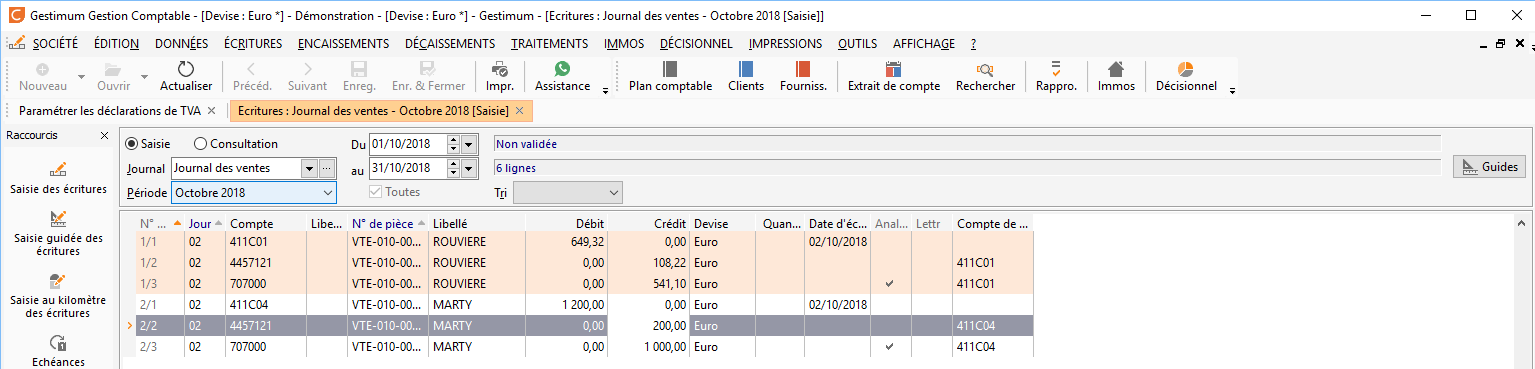 Gestimum Gestion Comptable - [Devise : Euro *] - Démonstration - [Devise : Euro *] - Gestimum - [Ecritures : Journal des ventes - Octobre 2018 [Saisie]]
SOCIÉTÉ ÉDITION DONNÉES ÉCRITURES ENCAISSEMENTS DÉCAISSEMENTS TRAITEMENTS IMMOS DÉCISIONNEL IMPRESSIONS OUTILS AFFICHAGE ?
Nouveau Ouvrir Actualiser Précéd. Suivant Enreg. Enr. & Fermer Impr. Assistance Plan comptable Clients Fourniss. Extrait de compte Rechercher Rappro. Immos Décisionnel
Paramétrer les déclarations de TVA Ecritures : Journal des ventes - Octobre 2018 [Saisie]
Raccourcis
Saisie des écritures
Saisie guidée des
écritures
Saisie au kilomètre
des écritures
Echéances
Saisie Consultation Du 01/10/2018 Non validée
Journal Journal des ventes ... au 31/10/2018 6 lignes Guides
Période Octobre 2018 Toutes Tri
N° ... Jour Compte Libe... N° de pièce Libellé Débit Crédit Devise Quan... Date d'éc... Anal... Lettr Compte de ...
1/1 02 411C01 VTE-010-00... ROUVIERE 649,32 0,00 Euro 02/10/2018
1/2 02 4457121 VTE-010-00... ROUVIERE 0,00 108,22 Euro 411C01
1/3 02 707000 VTE-010-00... ROUVIERE 0,00 541,10 Euro 411C01
2/1 02 411C04 VTE-010-00... MARTY 1 200,00 0,00 Euro 02/10/2018
2/2 02 4457121 VTE-010-00... MARTY 0,00 200,00 Euro 411C04
2/3 02 707000 VTE-010-00... MARTY 0,00 1 000,00 Euro 411C04